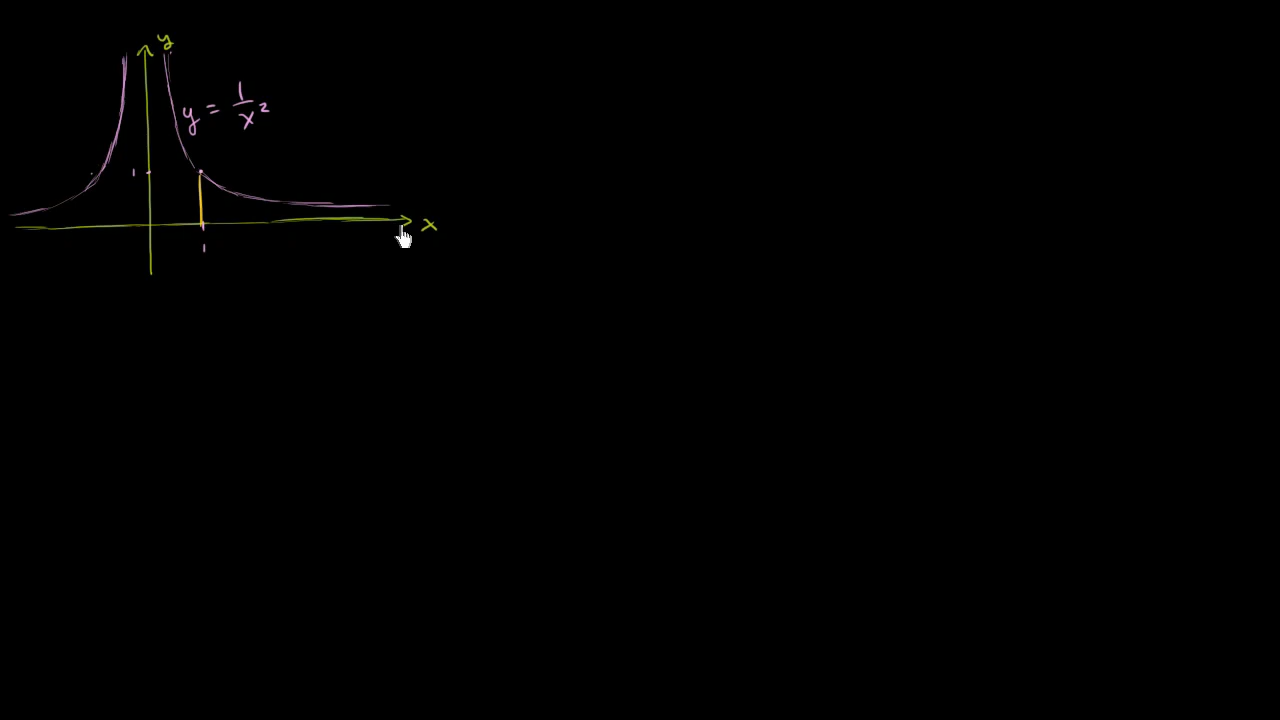 y
y = 1/x²
1
x
1